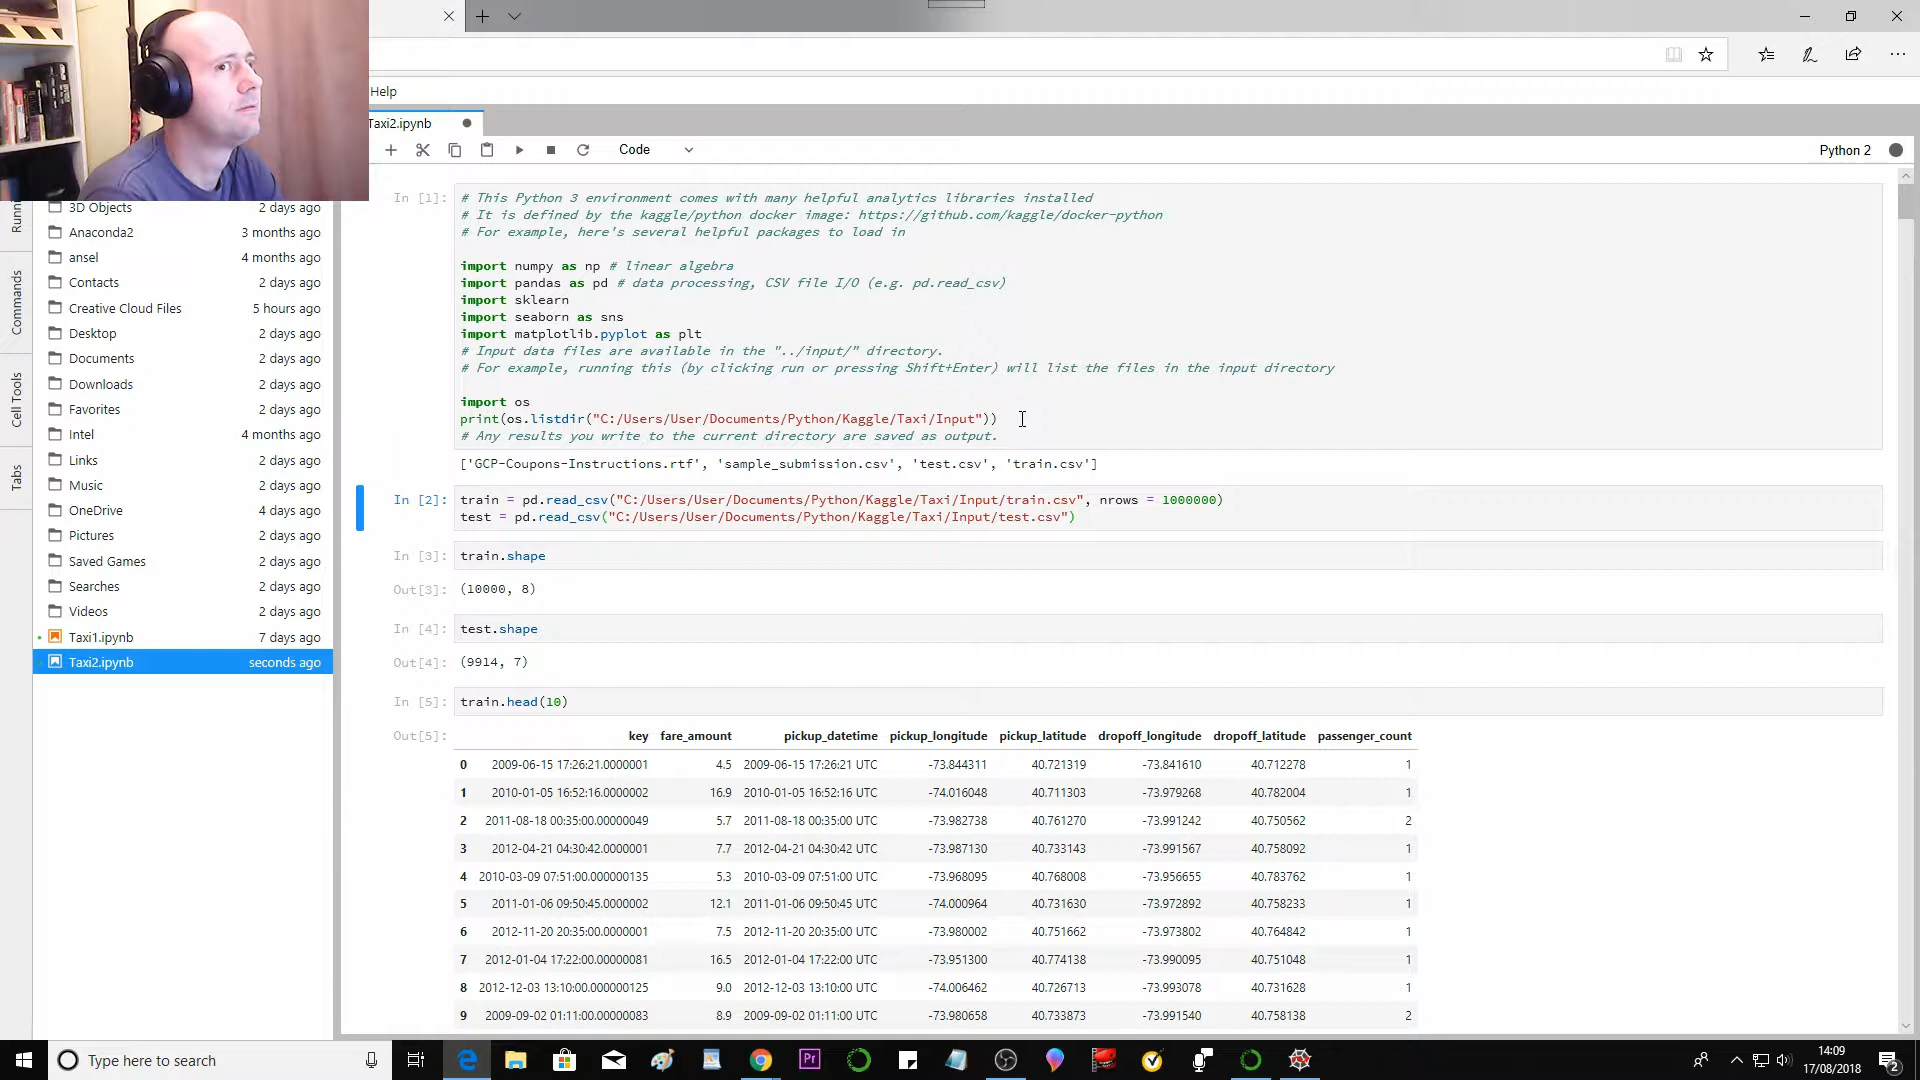 Help
Taxi2.ipynb
Code
Python 2
Commands
Cell Tools
Tabs
3D Objects 2 days ago
Anaconda2 3 months ago
ansel 4 months ago
Contacts 2 days ago
Creative Cloud Files 5 hours ago
Desktop 2 days ago
Documents 2 days ago
Downloads 2 days ago
Favorites 2 days ago
Intel 4 months ago
Links 2 days ago
Music 2 days ago
OneDrive 4 days ago
Pictures 2 days ago
Saved Games 2 days ago
Searches 2 days ago
Videos 2 days ago
Taxi1.ipynb 7 days ago
Taxi2.ipynb seconds ago
In [1]:
# This Python 3 environment comes with many helpful analytics libraries installed
# It is defined by the kaggle/python docker image: https://github.com/kaggle/docker-python
# For example, here's several helpful packages to load in
import numpy as np # linear algebra
import pandas as pd # data processing, CSV file I/O (e.g. pd.read_csv)
import sklearn
import seaborn as sns
import matplotlib.pyplot as plt
# Input data files are available in the "../input/" directory.
# For example, running this (by clicking run or pressing Shift+Enter) will list the files in the input directory
import os
print(os.listdir("C:/Users/User/Documents/Python/Kaggle/Taxi/Input"))
# Any results you write to the current directory are saved as output.
['GCP-Coupons-Instructions.rtf', 'sample_submission.csv', 'test.csv', 'train.csv']
In [2]: train = pd.read_csv("C:/Users/User/Documents/Python/Kaggle/Taxi/Input/train.csv", nrows = 1000000)
test = pd.read_csv("C:/Users/User/Documents/Python/Kaggle/Taxi/Input/test.csv")
In [3]: train.shape
Out[3]: (10000, 8)
In [4]: test.shape
Out[4]: (9914, 7)
In [5]: train.head(10)
Out[5]: key fare_amount pickup_datetime pickup_longitude pickup_latitude dropoff_longitude dropoff_latitude passenger_count
0 2009-06-15 17:26:21.0000001 4.5 2009-06-15 17:26:21 UTC -73.844311 40.721319 -73.841610 40.712278 1
1 2010-01-05 16:52:16.0000002 16.9 2010-01-05 16:52:16 UTC -74.016048 40.711303 -73.979268 40.782004 1
2 2011-08-18 00:35:00.00000049 5.7 2011-08-18 00:35:00 UTC -73.982738 40.761270 -73.991242 40.750562 2
3 2012-04-21 04:30:42.0000001 7.7 2012-04-21 04:30:42 UTC -73.987130 40.733143 -73.991567 40.758092 1
4 2010-03-09 07:51:00.000000135 5.3 2010-03-09 07:51:00 UTC -73.968095 40.768008 -73.956655 40.783762 1
5 2011-01-06 09:50:45.0000002 12.1 2011-01-06 09:50:45 UTC -74.000964 40.731630 -73.972892 40.758233 1
6 2012-11-20 20:35:00.0000001 7.5 2012-11-20 20:35:00 UTC -73.980002 40.751662 -73.973802 40.764842 1
7 2012-01-04 17:22:00.00000081 16.5 2012-01-04 17:22:00 UTC -73.951300 40.774138 -73.990095 40.751048 1
8 2012-12-03 13:10:00.000000125 9.0 2012-12-03 13:10:00 UTC -74.006462 40.726713 -73.993078 40.731628 1
9 2009-09-02 01:11:00.00000083 8.9 2009-09-02 01:11:00 UTC -73.980658 40.733873 -73.991540 40.758138 2
Type here to search
Pr
14:09
17/08/2018
2